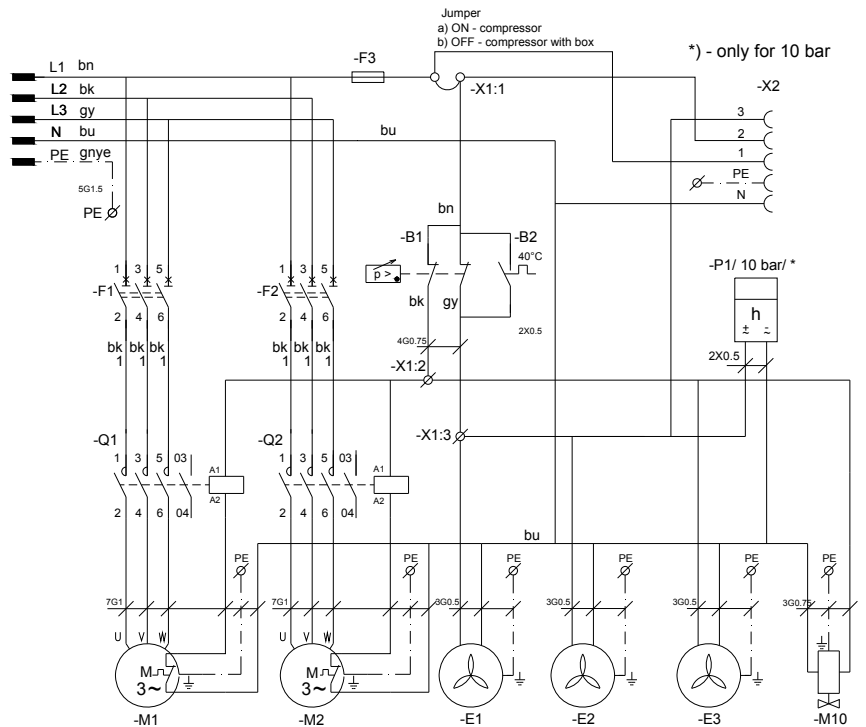 Jumper
a) ON - compressor
b) OFF - compressor with box
*) - only for 10 bar
L1 bn
-F3
-X1:1
-X2
L2 bk
L3 gy
3
N bu
bu
2
PE gnye
1
5G1.5
PE
PE
N
bn
-B1
-B2
40°C
-P1/ 10 bar/ *
p >
h
± -
~ ~
1 3 5
1 3 5
-F1
-F2
2 4 6
2 4 6
bk gy
2X0.5
4G0.75
2X0.5
bk bk bk
1 1 1
bk bk bk
1 1 1
-X1:2
-X1:3
-Q1
-Q2
1 3 5 03
1 3 5 03
A1
A1
A2
A2
2 4 6 04
2 4 6 04
bu
PE
PE
PE
PE
PE
PE
7G1
7G1
3G0.5
3G0.5
3G0.5
3G0.75
U V W
U V W
M
3~
M
3~
-M1
-M2
-E1
-E2
-E3
-M10